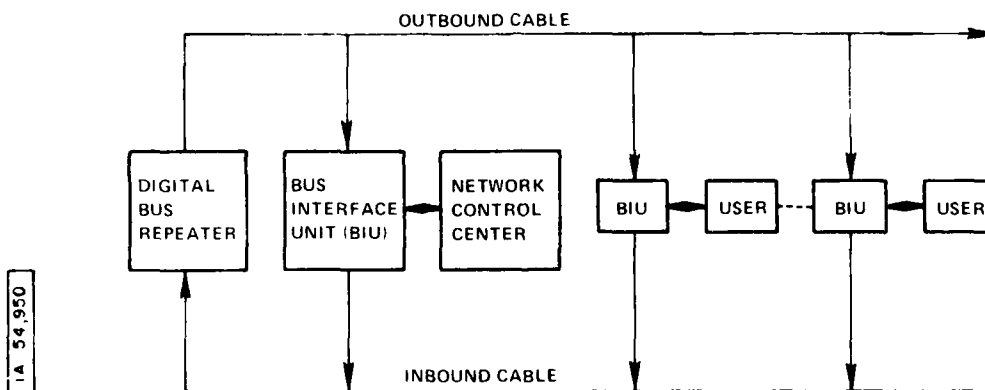 OUTBOUND CABLE
DIGITAL
BUS
REPEATER
BUS
INTERFACE
UNIT (BIU)
NETWORK
CONTROL
CENTER
BIU
USER
BIU
USER
IA 54,950
INBOUND CABLE